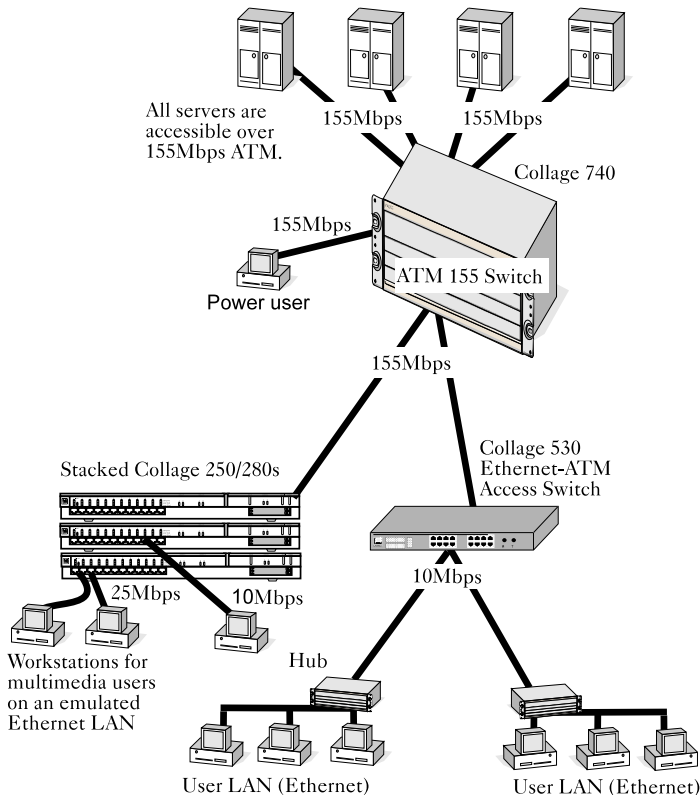 All servers are
accessible over
155Mbps ATM.
155Mbps
155Mbps
Collage 740
155Mbps
ATM 155 Switch
Power user
155Mbps
Collage 530
Ethernet-ATM
Access Switch
Stacked Collage 250/280s
25Mbps
10Mbps
10Mbps
Workstations for
multimedia users
on an emulated
Ethernet LAN
Hub
User LAN (Ethernet)
User LAN (Ethernet)